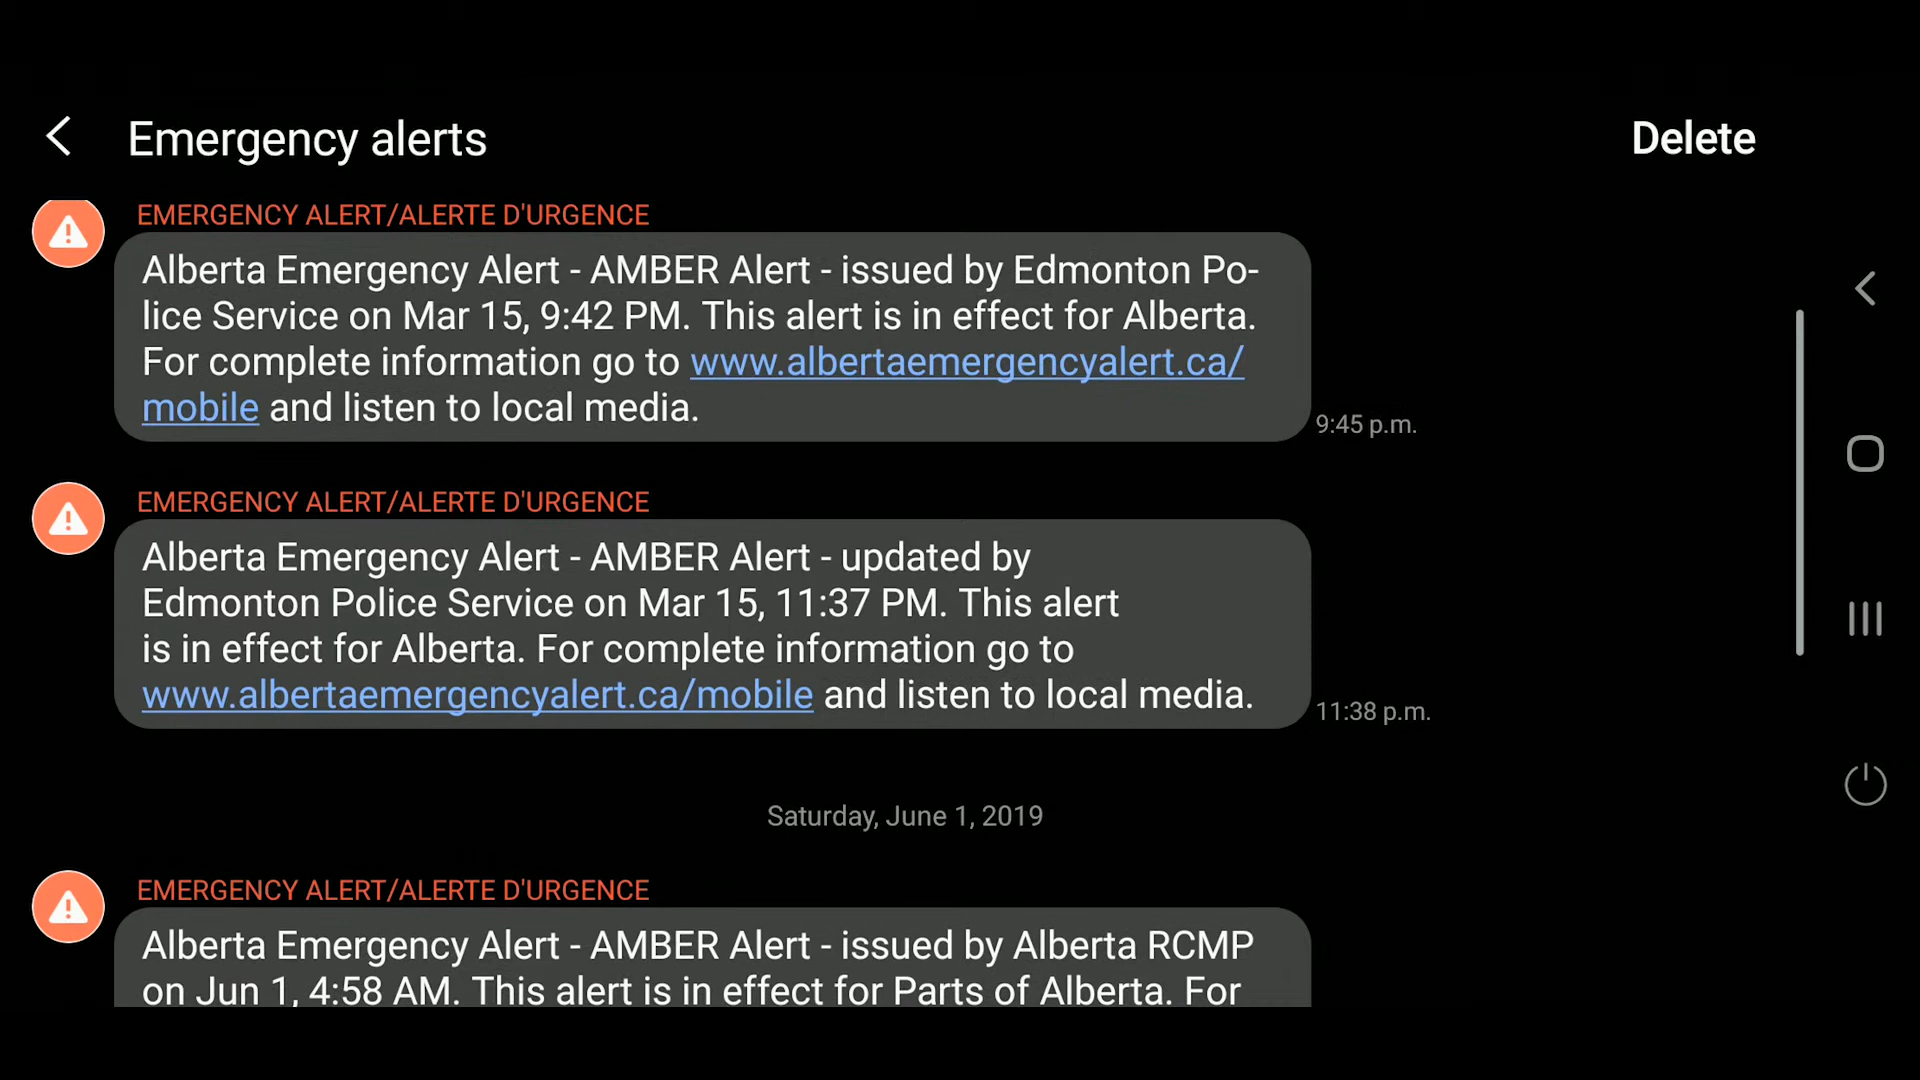 Emergency alerts
Delete
EMERGENCY ALERT/ALERTE D'URGENCE
Alberta Emergency Alert - AMBER Alert - issued by Edmonton Po-
lice Service on Mar 15, 9:42 PM. This alert is in effect for Alberta.
For complete information go to www.albertaemergencyalert.ca/
mobile and listen to local media.
9:45 p.m.
EMERGENCY ALERT/ALERTE D'URGENCE
Alberta Emergency Alert - AMBER Alert - updated by
Edmonton Police Service on Mar 15, 11:37 PM. This alert
is in effect for Alberta. For complete information go to
www.albertaemergencyalert.ca/mobile and listen to local media.
11:38 p.m.
Saturday, June 1, 2019
EMERGENCY ALERT/ALERTE D'URGENCE
Alberta Emergency Alert - AMBER Alert - issued by Alberta RCMP
on Jun 1, 4:58 AM. This alert is in effect for Parts of Alberta. For